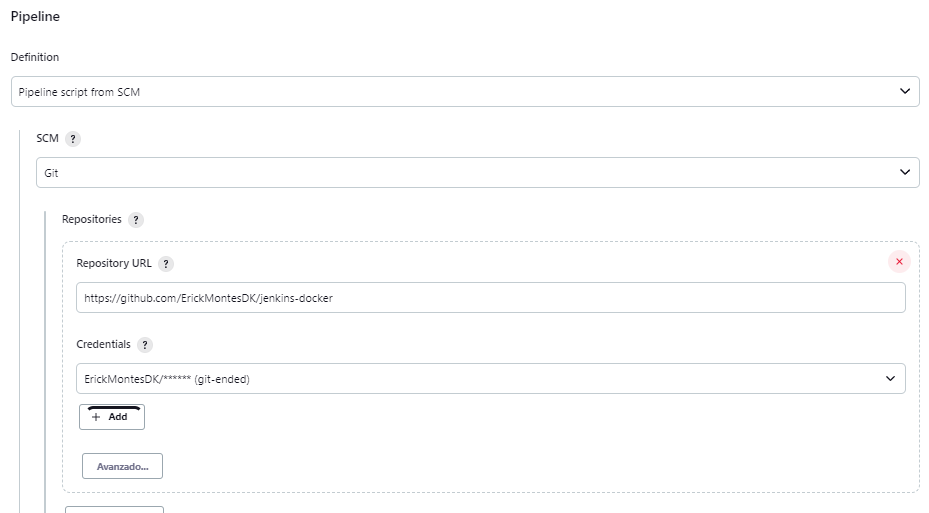 Pipeline
Definition
Pipeline script from SCM
SCM ?
Git
Repositories ?
Repository URL ?
https://github.com/ErickMontesDK/jenkins-docker
Credentials ?
ErickMontesDK/****** (git-ended)
+ Add
Avanzado...